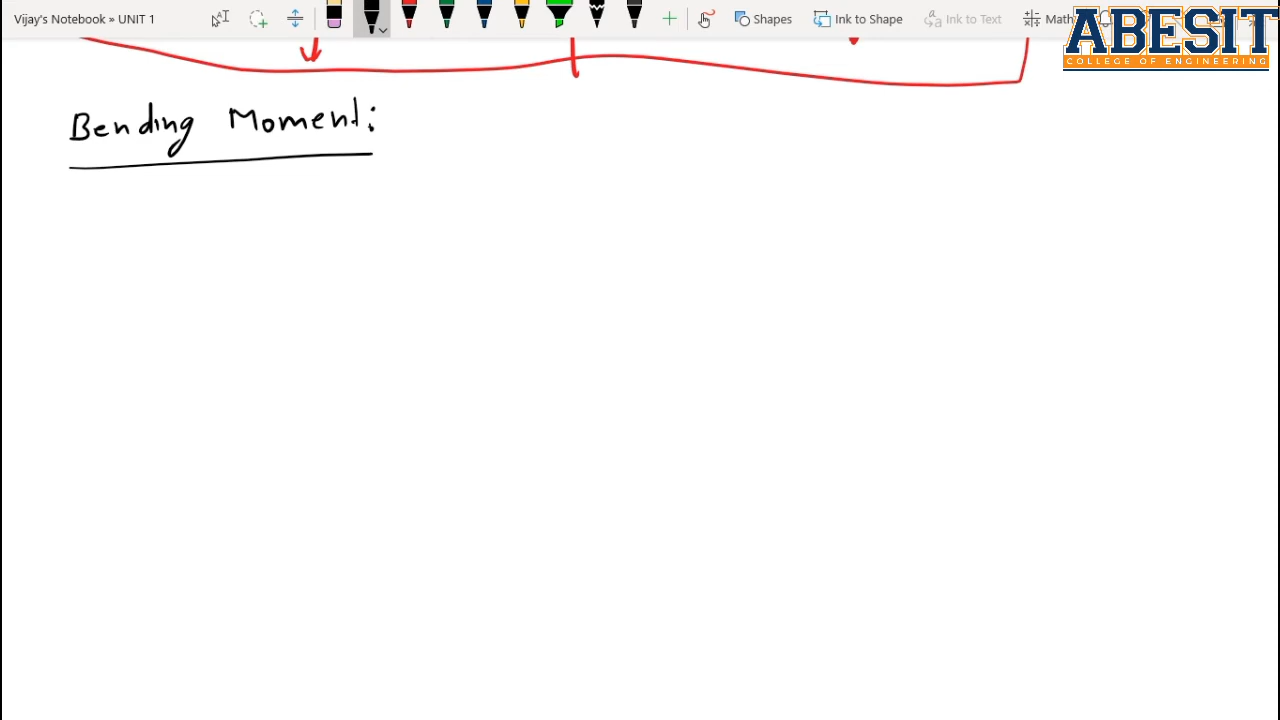 Vijay's Notebook » UNIT 1
Shapes
Ink to Shape
Ink to Text
Math
ABESIT
COLLEGE OF ENGINEERING
Bending Moment: